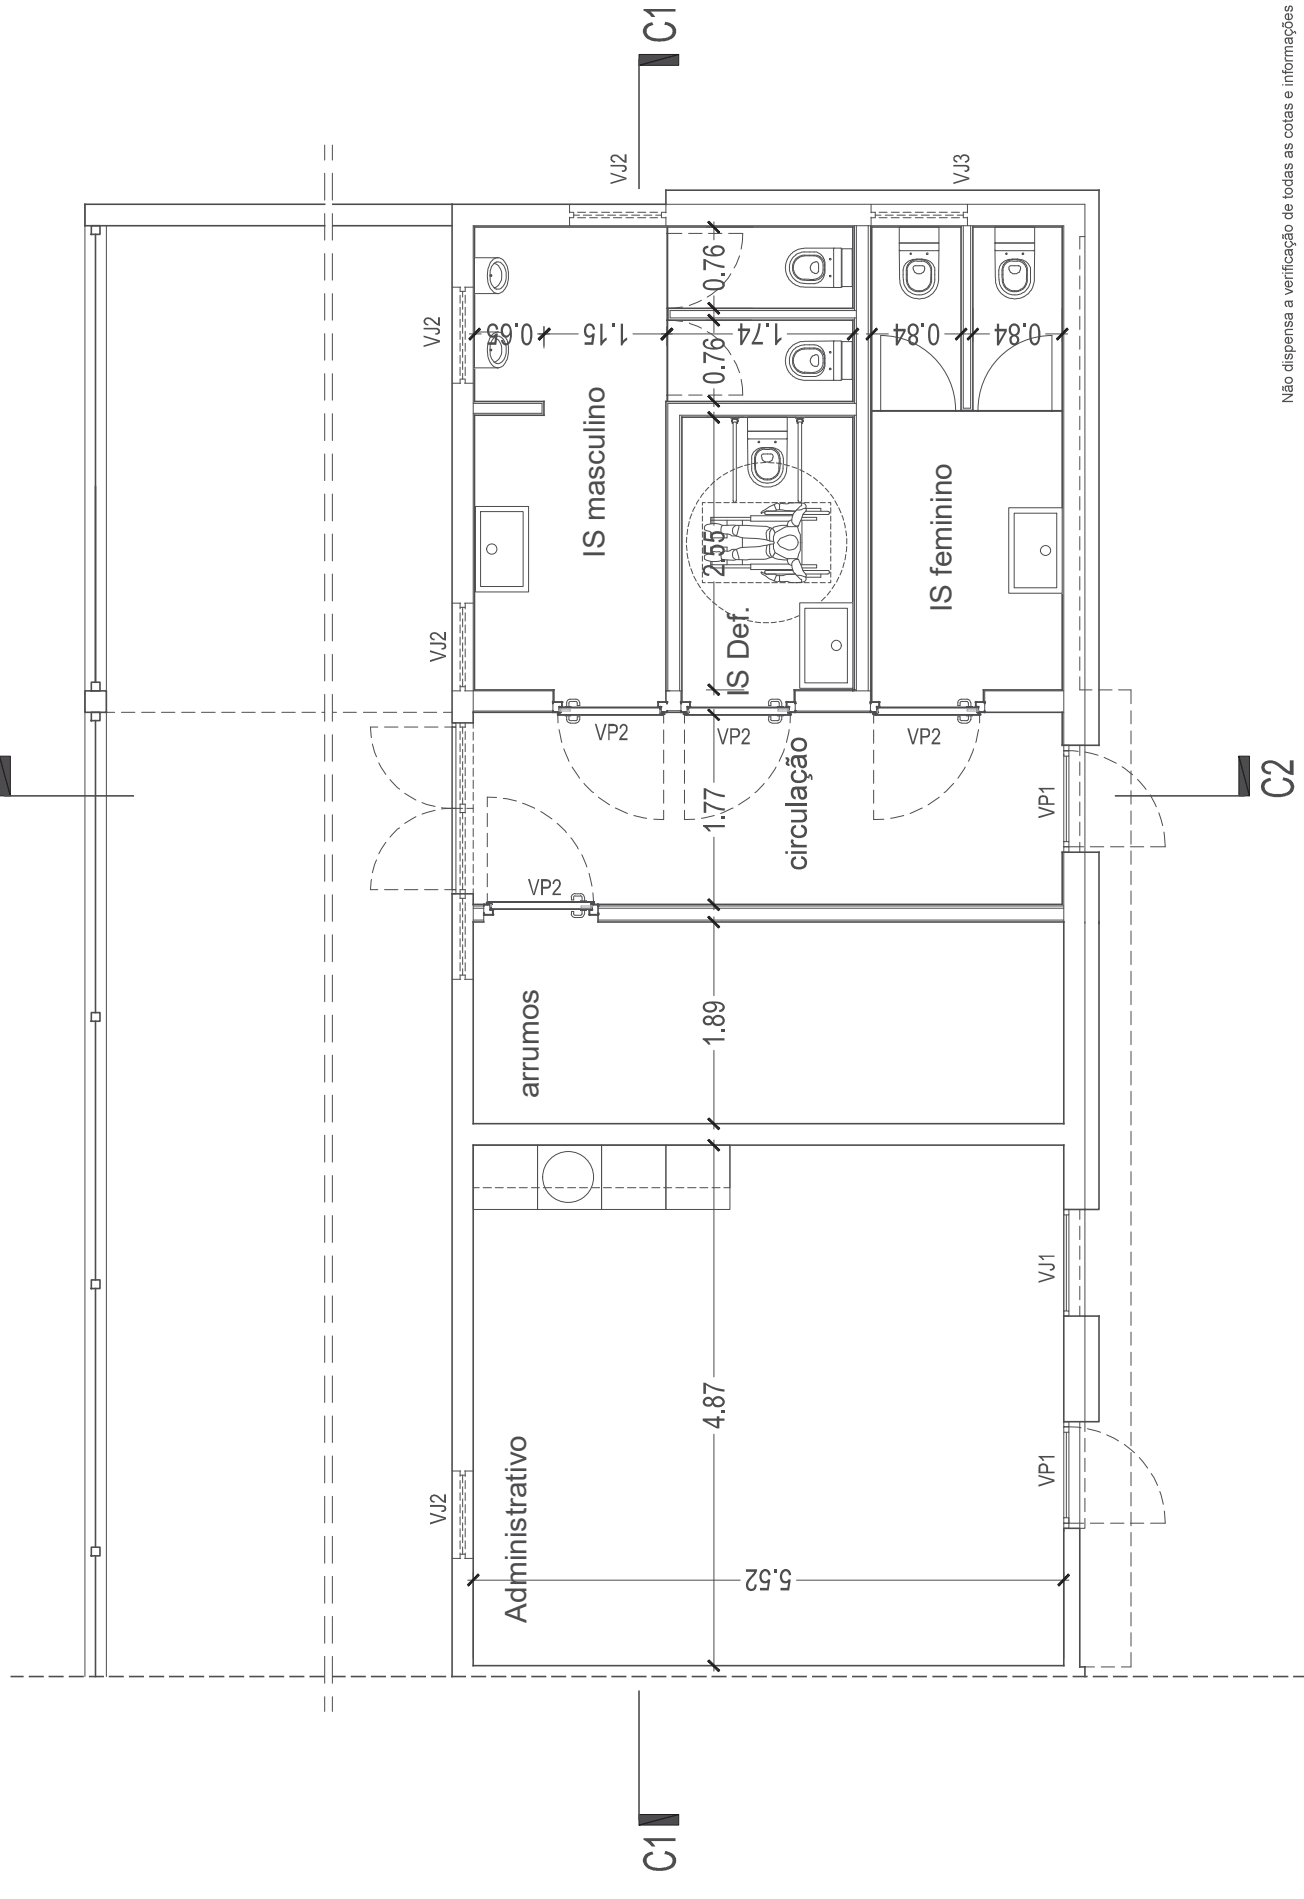 C1
C1
C2
VJ2
VJ3
VJ2
VJ2
VJ2
VJ1
VP1
VP1
VP2
VP2
VP2
VP2
IS masculino
IS Def.
IS feminino
circulação
arrumos
Administrativo
0.76
0.76
0.65
1.15
1.74
0.84
0.84
2.55
1.77
1.89
4.87
5.52
Não dispensa a verificação de todas as cotas e informações